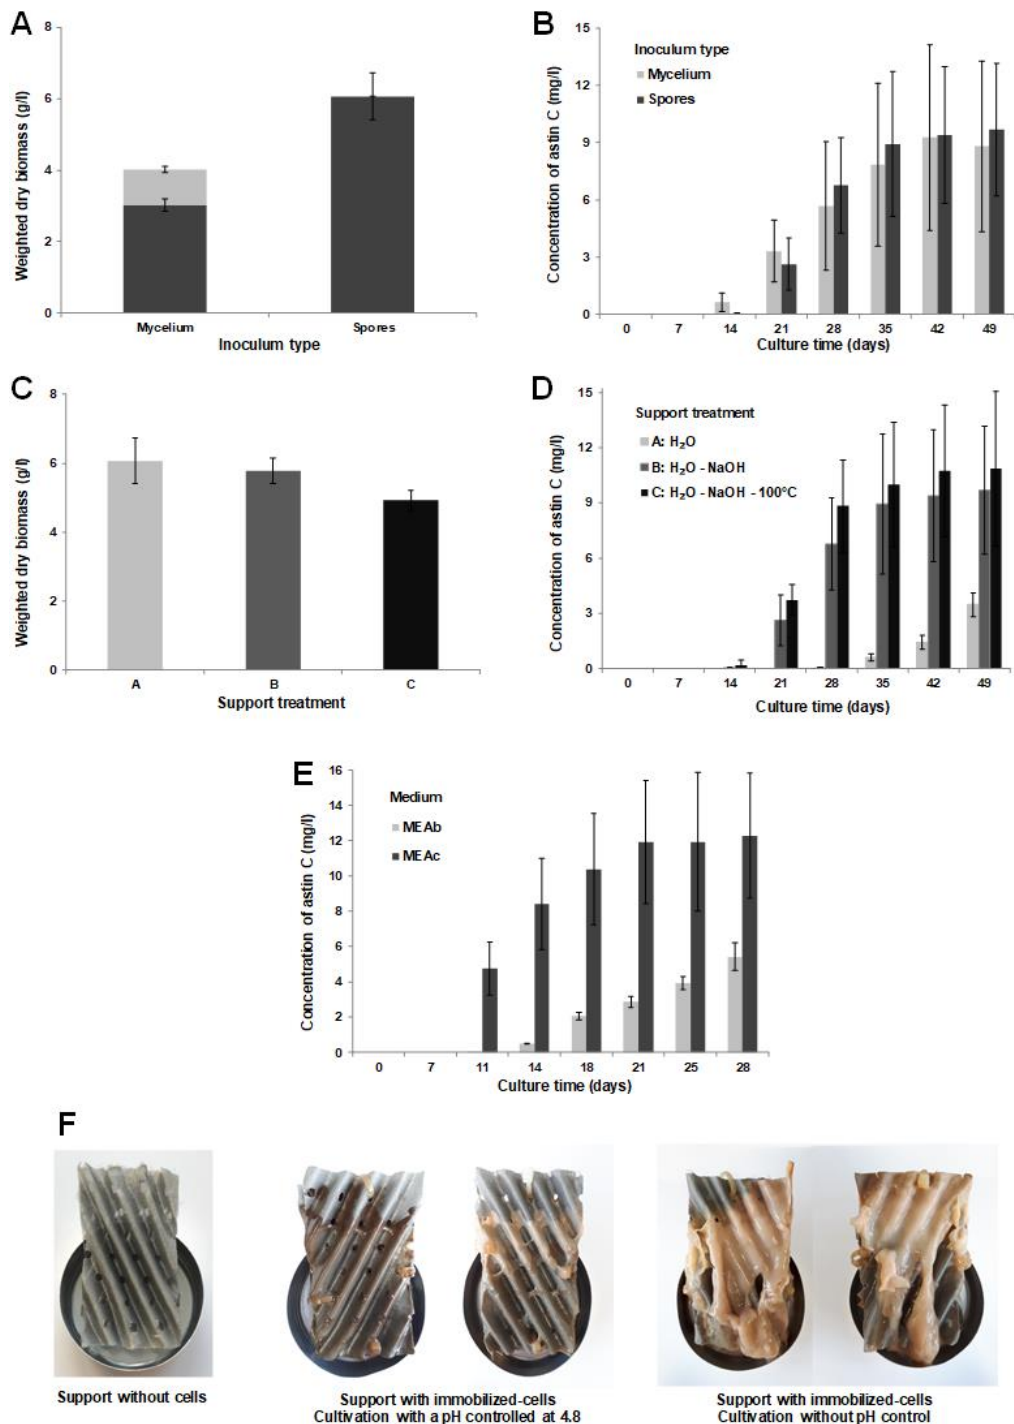 A
Weighted dry biomass (g/l)
8
6
4
2
0
Mycelium Spores
Inoculum type
B
Concentration of astin C (mg/l)
15
12
9
6
3
0
Inoculum type
Mycelium
Spores
0 7 14 21 28 35 42 49
Culture time (days)
C
Weighted dry biomass (g/l)
8
6
4
2
0
A B C
Support treatment
D
Concentration of astin C (mg/l)
15
12
9
6
3
0
Support treatment
A: H₂O
B: H₂O - NaOH
C: H₂O - NaOH - 100°C
0 7 14 21 28 35 42 49
Culture time (days)
E
Concentration of astin C (mg/l)
16
14
12
10
8
6
4
2
0
Medium
MEAb
MEAc
0 7 11 14 18 21 25 28
Culture time (days)
F
Support without cells
Support with immobilized-cells
Cultivation with a pH controlled at 4.8
Support with immobilized-cells
Cultivation without pH control